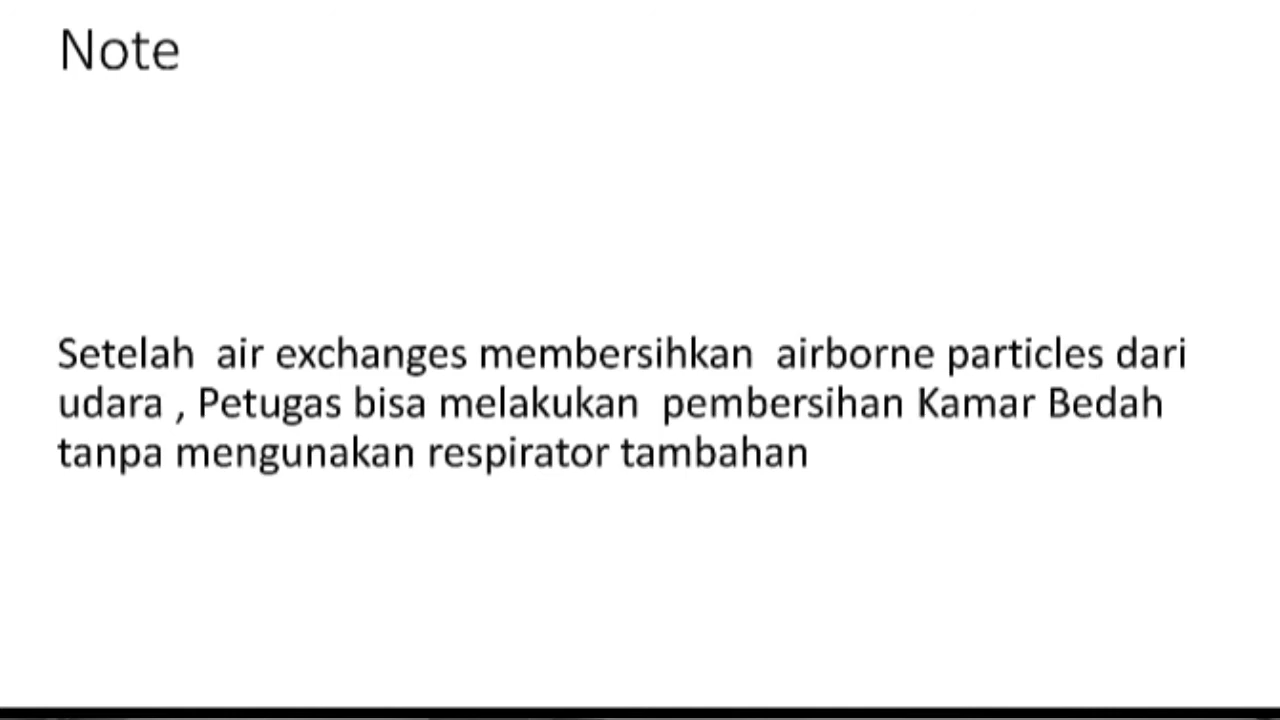 Note
Setelah air exchanges membersihkan airborne particles dari
udara , Petugas bisa melakukan pembersihan Kamar Bedah
tanpa mengunakan respirator tambahan